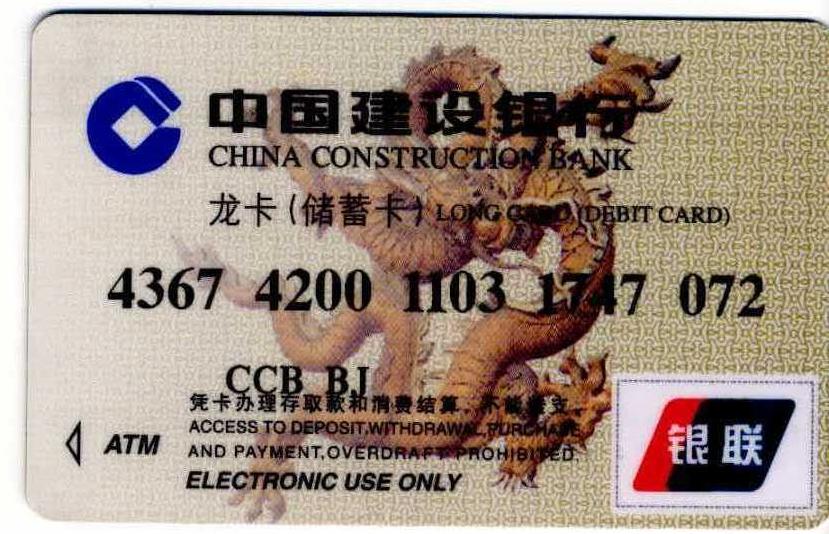 中国建设银行
CHINA CONSTRUCTION BANK
龙卡(储蓄卡) LONG CARD (DEBIT CARD)
4367 4200 1103 1747 072
CCB BJ
凭卡办理存取款和消费结算,不能透支。
ACCESS TO DEPOSIT,WITHDRAWAL,PURCHASE
AND PAYMENT,OVERDRAFT PROHIBITED.
ATM
ELECTRONIC USE ONLY
银联